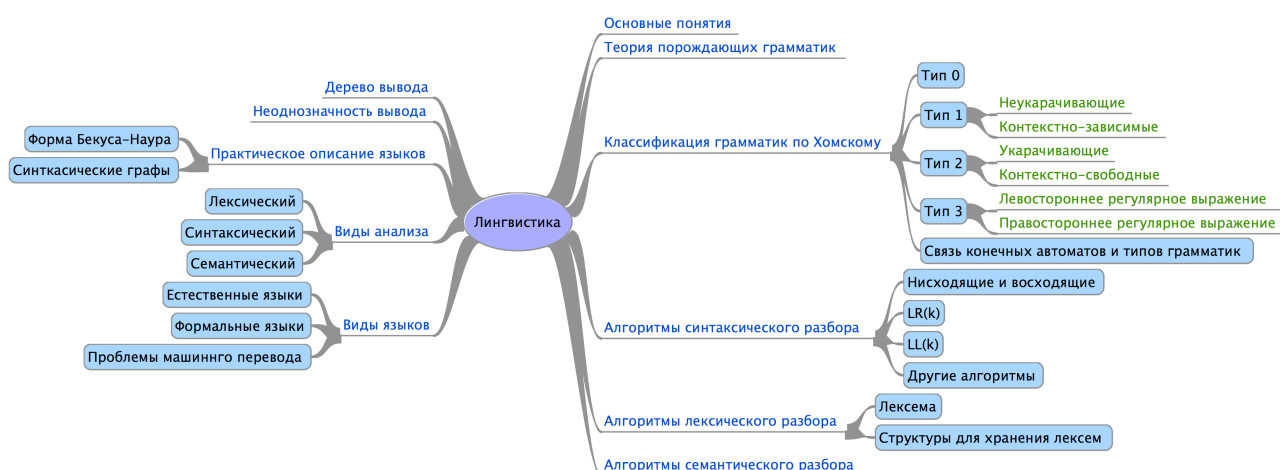 Основные понятия
Теория порождающих грамматик
Классификация грамматик по Хомскому
Тип 0
Тип 1
Неукарачивающие
Контекстно-зависимые
Тип 2
Укарачивающие
Контекстно-свободные
Тип 3
Левостороннее регулярное выражение
Правостороннее регулярное выражение
Связь конечных автоматов и типов грамматик
Алгоритмы синтаксического разбора
Нисходящие и восходящие
LR(k)
LL(k)
Другие алгоритмы
Алгоритмы лексического разбора
Лексема
Структуры для хранения лексем
Алгоритмы семантического разбора
Лингвистика
Дерево вывода
Неоднозначность вывода
Практическое описание языков
Форма Бекуса-Наура
Синткасические графы
Виды анализа
Лексический
Синтаксический
Семантический
Виды языков
Естественные языки
Формальные языки
Проблемы машиннго перевода